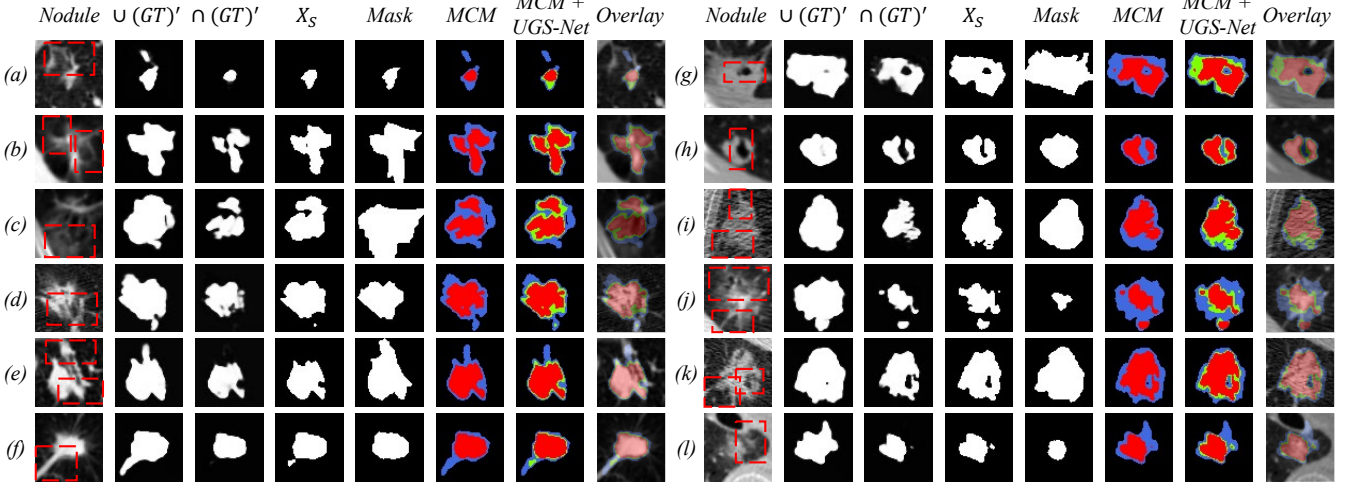 Nodule ∪ (GT)′ ∩ (GT)′ X_S Mask MCM MCM + UGS-Net Overlay Nodule ∪ (GT)′ ∩ (GT)′ X_S Mask MCM MCM + UGS-Net Overlay
(a) (g)
(b) (h)
(c) (i)
(d) (j)
(e) (k)
(f) (l)